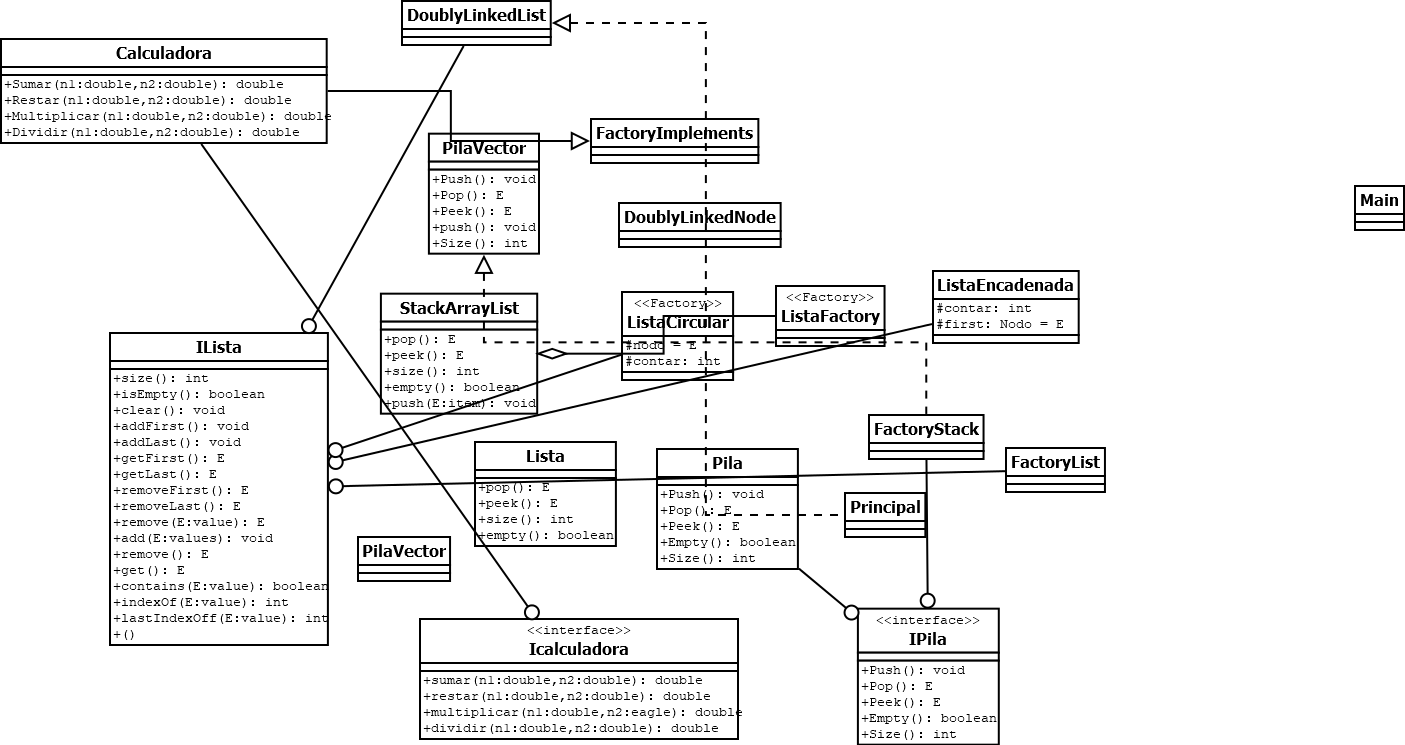 DoublyLinkedList
Calculadora
+Sumar(n1:double,n2:double): double
+Restar(n1:double,n2:double): double
+Multiplicar(n1:double,n2:double): double
+Dividir(n1:double,n2:double): double
FactoryImplements
PilaVector
+Push(): void
+Pop(): E
+Peek(): E
+push(): void
+Size(): int
DoublyLinkedNode
Main
StackArrayList
+pop(): E
+peek(): E
+size(): int
+empty(): boolean
+push(E:item): void
<<Factory>>
ListaCircular
#nodo = E
#contar: int
<<Factory>>
ListaFactory
ListaEncadenada
#contar: int
#first: Nodo = E
ILista
+size(): int
+isEmpty(): boolean
+clear(): void
+addFirst(): void
+addLast(): void
+getFirst(): E
+getLast(): E
+removeFirst(): E
+removeLast(): E
+remove(E:value): E
+add(E:values): void
+remove(): E
+get(): E
+contains(E:value): boolean
+indexOf(E:value): int
+lastIndexOff(E:value): int
+()
Lista
+pop(): E
+peek(): E
+size(): int
+empty(): boolean
Pila
+Push(): void
+Pop(): E
+Peek(): E
+Empty(): boolean
+Size(): int
FactoryStack
FactoryList
Principal
PilaVector
<<interface>>
Icalculadora
+sumar(n1:double,n2:double): double
+restar(n1:double,n2:double): double
+multiplicar(n1:double,n2:eagle): double
+dividir(n1:double,n2:double): double
<<interface>>
IPila
+Push(): void
+Pop(): E
+Peek(): E
+Empty(): boolean
+Size(): int